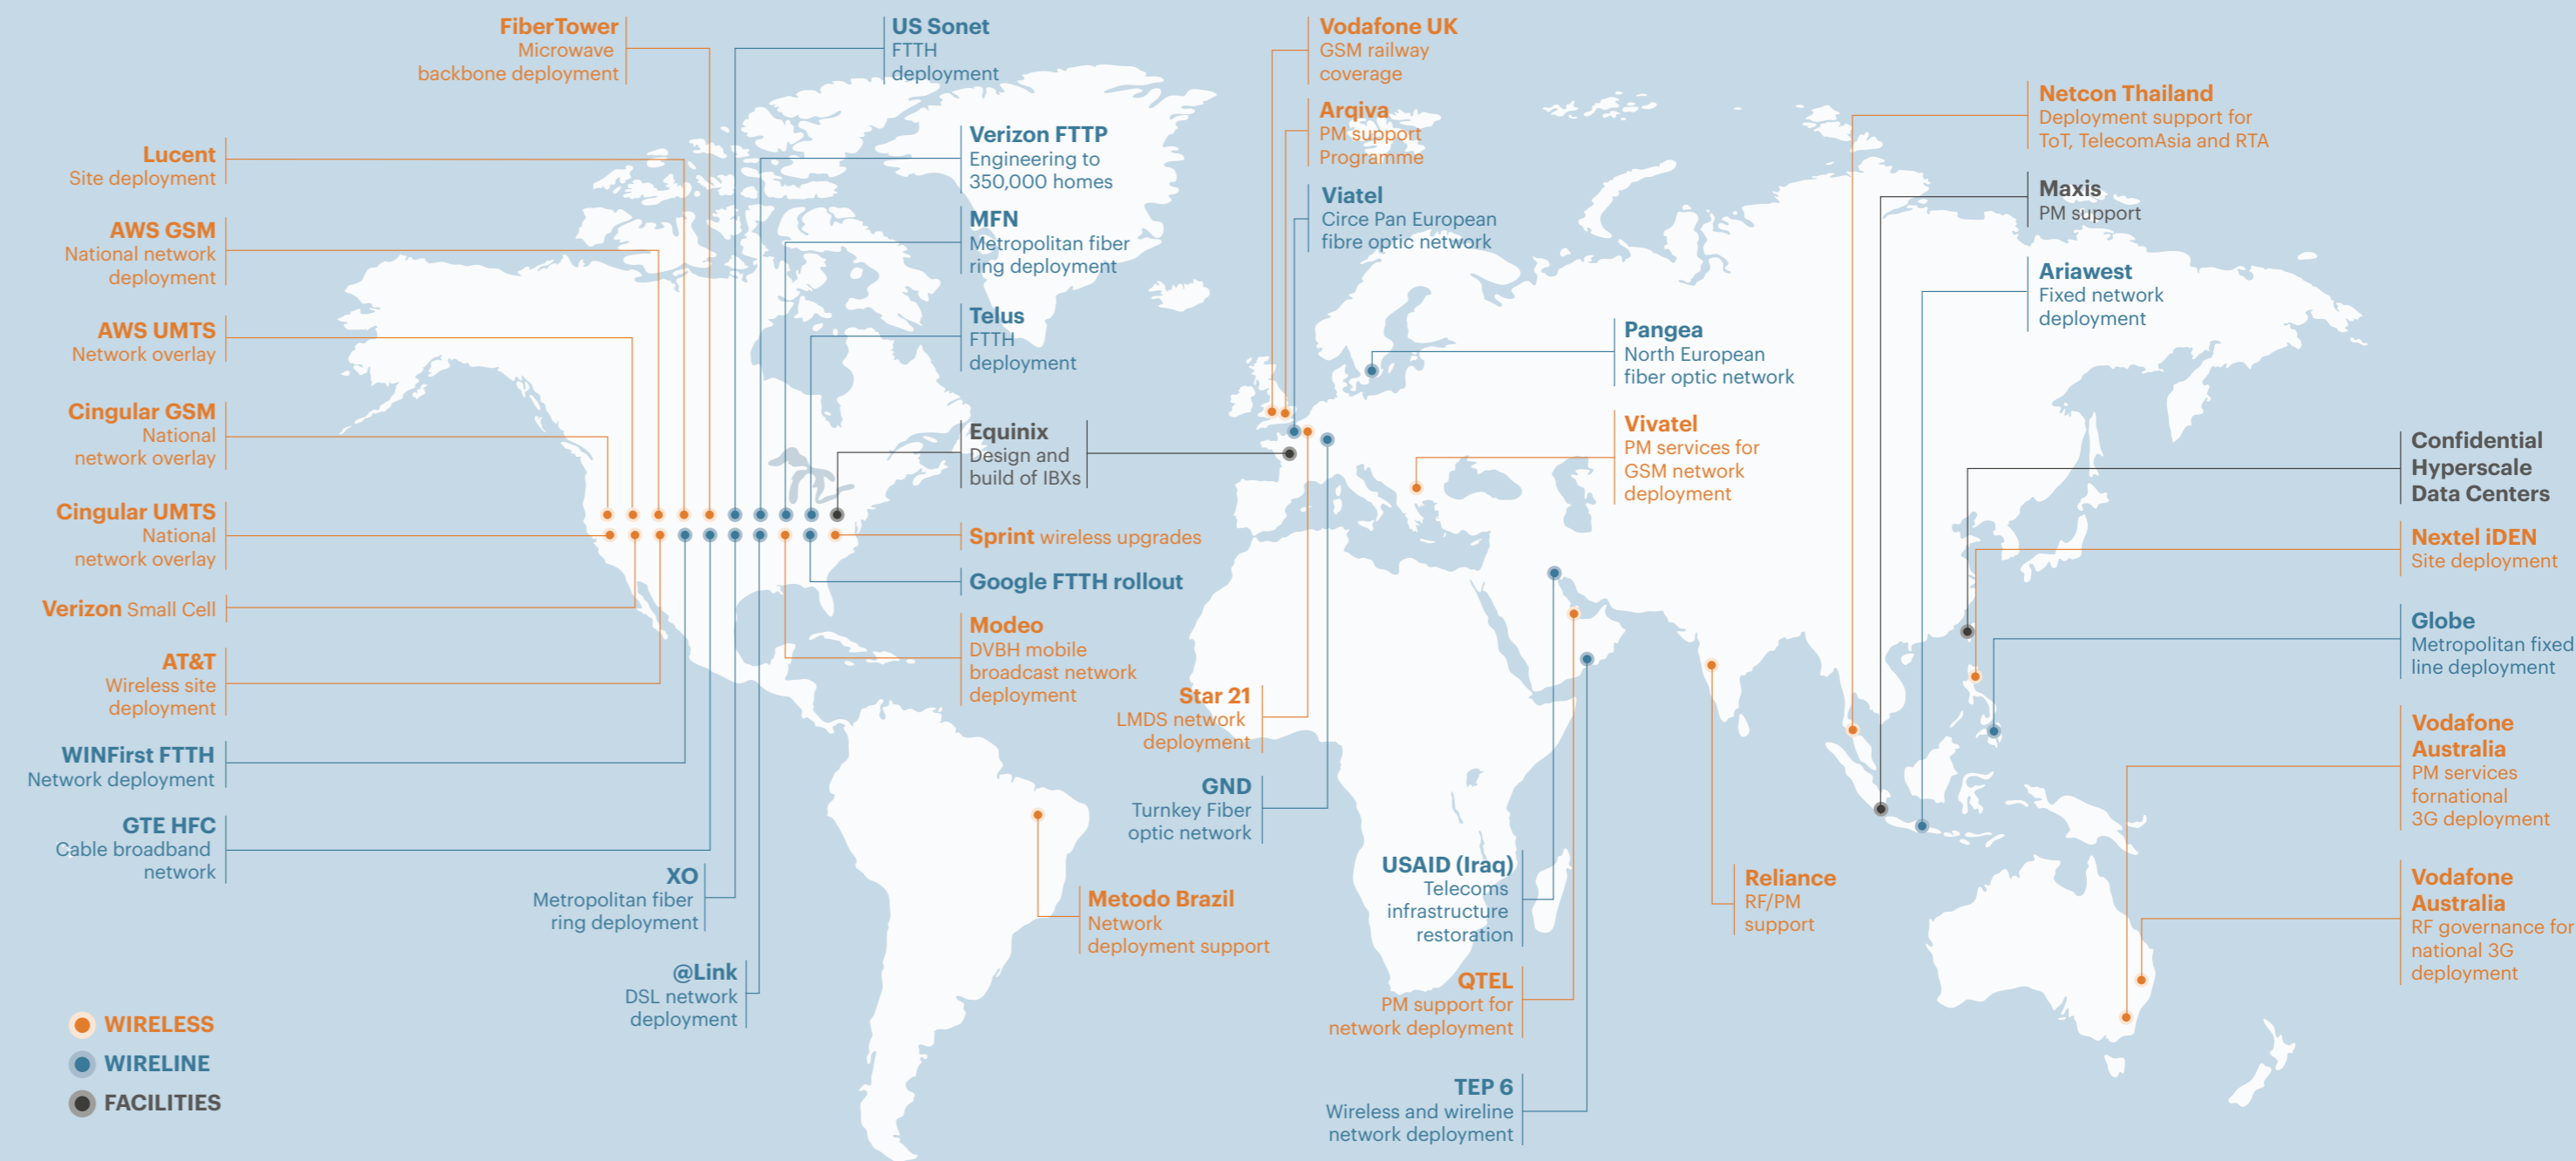 FiberTower
Microwave
backbone deployment
US Sonet
FTTH
deployment
Vodafone UK
GSM railway
coverage
Arqiva
PM support
Programme
Viatel
Circe Pan European
fibre optic network
Netcon Thailand
Deployment support for
ToT, TelecomAsia and RTA
Maxis
PM support
Ariawest
Fixed network
deployment
Lucent
Site deployment
AWS GSM
National network
deployment
AWS UMTS
Network overlay
Cingular GSM
National
network overlay
Cingular UMTS
National
network overlay
Verizon Small Cell
AT&T
Wireless site
deployment
WINFirst FTTH
Network deployment
GTE HFC
Cable broadband
network
XO
Metropolitan fiber
ring deployment
@Link
DSL network
deployment
Verizon FTTP
Engineering to
350,000 homes
MFN
Metropolitan fiber
ring deployment
Telus
FTTH
deployment
Equinix
Design and
build of IBXs
Sprint wireless upgrades
Google FTTH rollout
Modeo
DVBH mobile
broadcast network
deployment
Metodo Brazil
Network
deployment support
Star 21
LMDS network
deployment
GND
Turnkey Fiber
optic network
Pangea
North European
fiber optic network
Vivatel
PM services for
GSM network
deployment
USAID (Iraq)
Telecoms
infrastructure
restoration
QTEL
PM support for
network deployment
TEP 6
Wireless and wireline
network deployment
Reliance
RF/PM
support
Confidential
Hyperscale
Data Centers
Nextel iDEN
Site deployment
Globe
Metropolitan fixed
line deployment
Vodafone
Australia
PM services
fornational
3G deployment
Vodafone
Australia
RF governance for
national 3G
deployment
WIRELESS
WIRELINE
FACILITIES